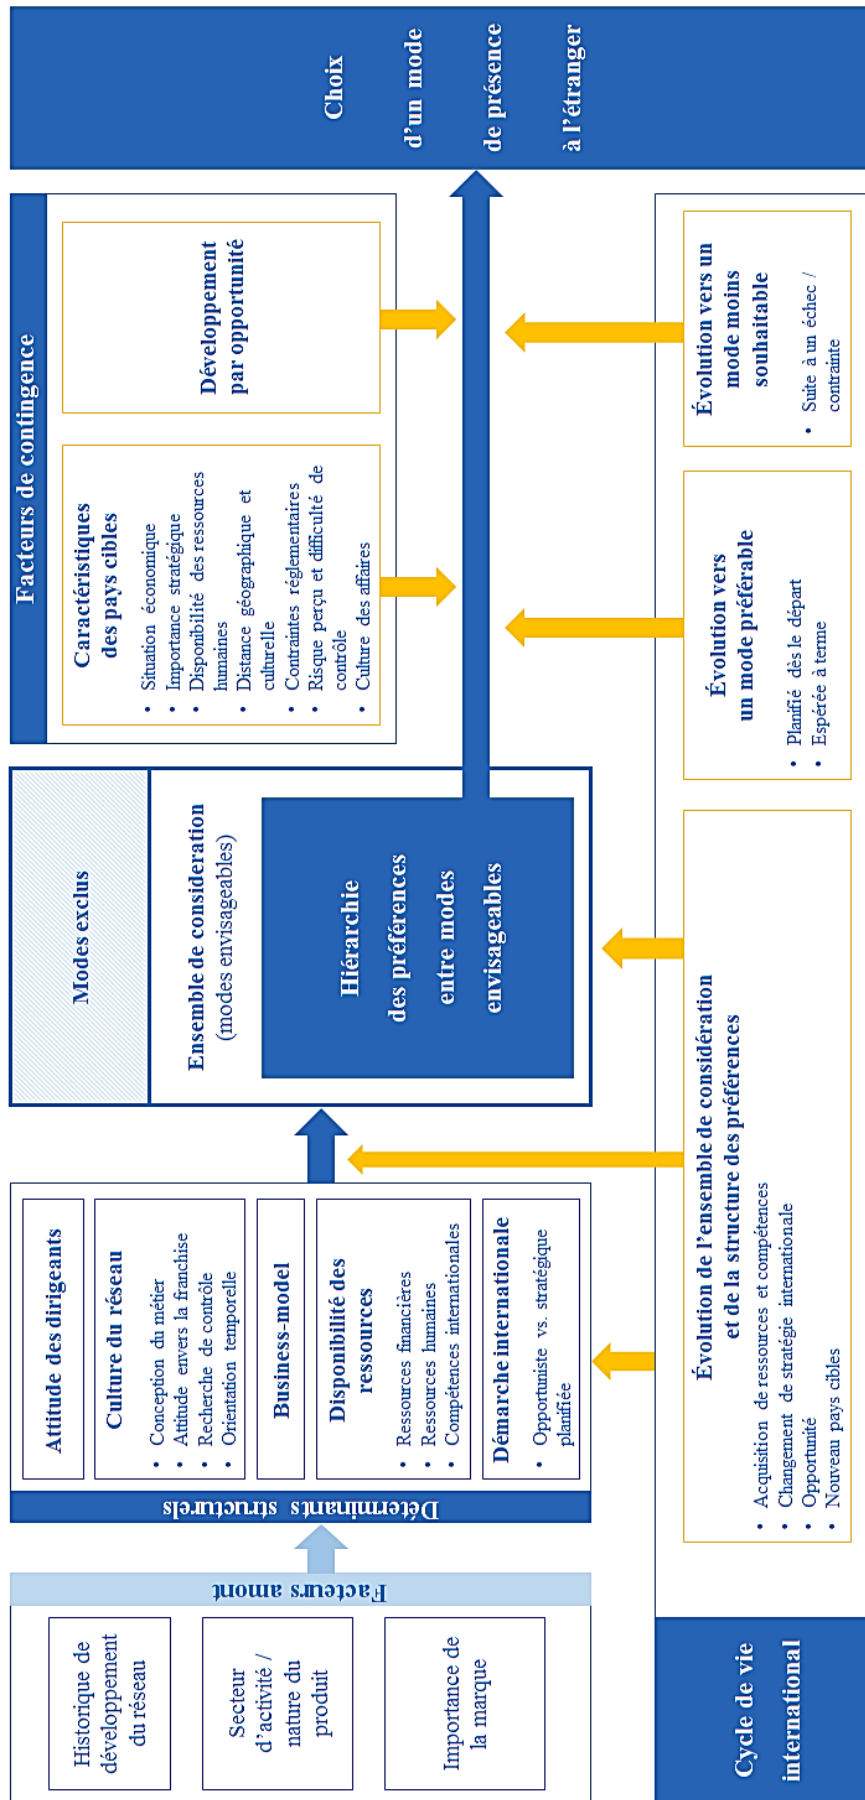 Facteurs amont
Historique de
développement
du réseau
Secteur
d'activité /
nature du
produit
Importance de
la marque
Déterminants structurels
Attitude des dirigeants
Culture du réseau
• Conception du métier
• Attitude envers la franchise
• Recherche de contrôle
• Orientation temporelle
Business-model
Disponibilité des
ressources
• Ressources financières
• Ressources humaines
• Compétences internationales
Démarche internationale
• Opportuniste vs. stratégique
planifiée
Modes exclus
Ensemble de consideration
(modes envisageables)
Hiérarchie
des préférences
entre modes
envisageables
Facteurs de contingence
Caractéristiques
des pays cibles
• Situation économique
• Importance stratégique
• Disponibilité des ressources
humaines
• Distance géographique et
culturelle
• Contraintes réglementaires
• Risque perçu et difficulté de
contrôle
• Culture des affaires
Développement
par opportunité
Choix
d'un mode
de présence
à l'étranger
Cycle de vie
international
Évolution de l'ensemble de considération
et de la structure des préférences
• Acquisition de ressources et compétences
• Changement de stratégie internationale
• Opportunité
• Nouveau pays cibles
Évolution vers
un mode préférable
• Planifié dès le départ
• Espérée à terme
Évolution vers un
mode moins
souhaitable
• Suite à un échec /
contrainte